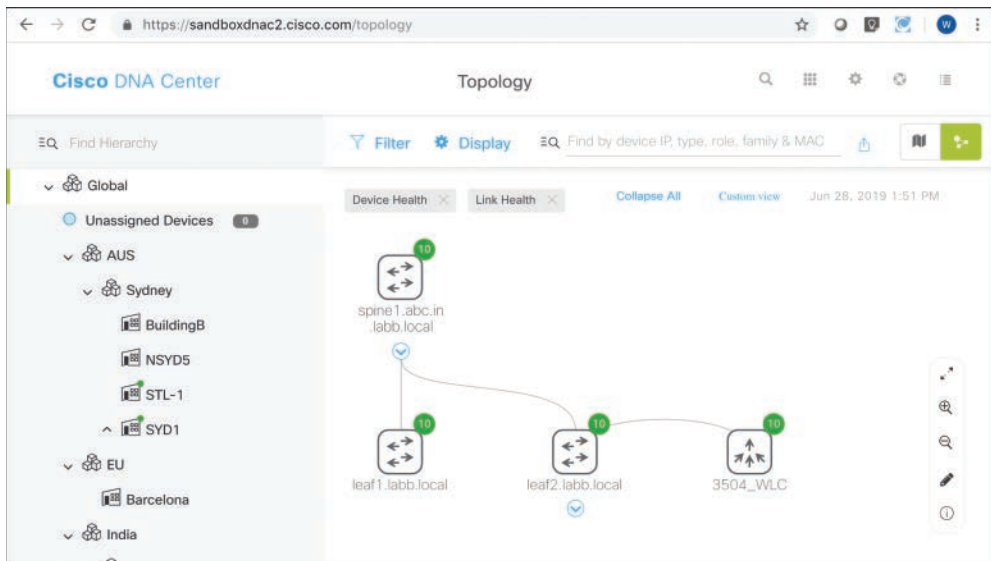 https://sandboxdnac2.cisco.com/topology
W
Cisco DNA Center
Topology
Find Hierarchy
Filter
Display
Find by device IP, type, role, family & MAC
Global
Device Health
Link Health
Collapse All
Custom view
Jun 28, 2019 1:51 PM
Unassigned Devices 0
AUS
Sydney
BuildingB
NSYD5
STL-1
SYD1
EU
Barcelona
India
10
spine1.abc.in
.labb.local
10
leaf1.labb.local
10
leaf2.labb.local
10
3504_WLC